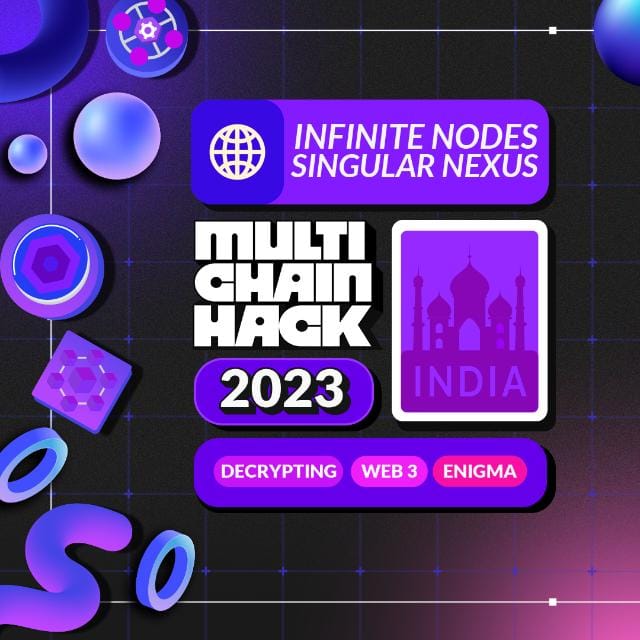 INFINITE NODES
SINGULAR NEXUS
MULTI
CHAIN
HACK
2023
INDIA
DECRYPTING WEB 3 ENIGMA